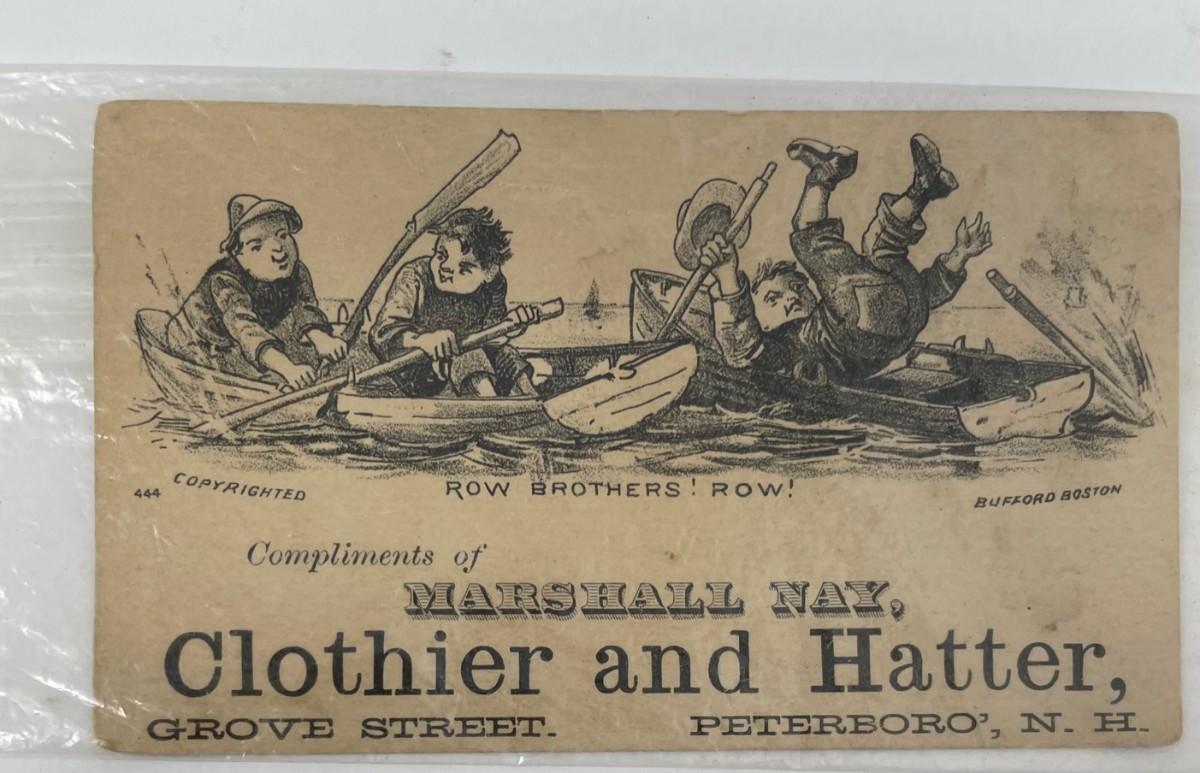 444 COPYRIGHTED ROW BROTHERS! ROW! BUFFORD BOSTON
Compliments of
MARSHALL NAY,
Clothier and Hatter,
GROVE STREET. PETERBORO', N. H.